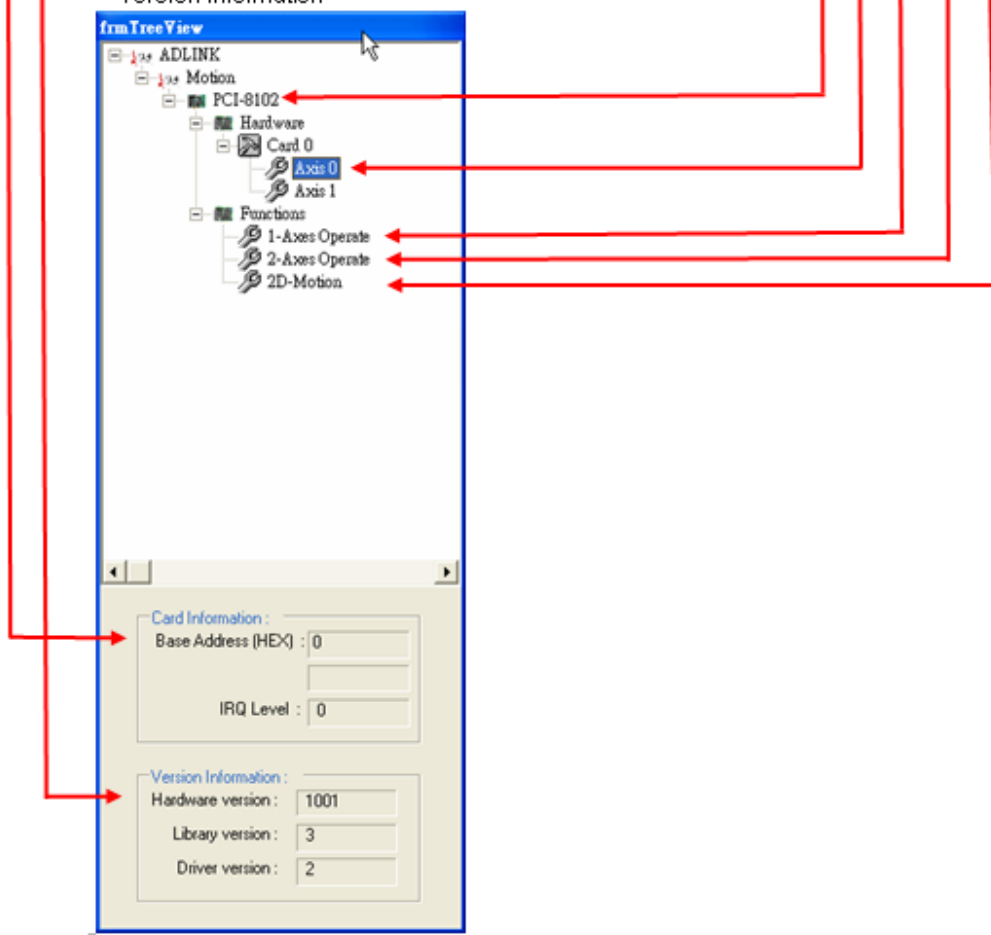 Version Information
frmTreeView
ADLINK
Motion
PCI-8102
Hardware
Card 0
Axis 0
Axis 1
Functions
1-Axes Operate
2-Axes Operate
2D-Motion
Card Information :
Base Address (HEX) : 0
IRQ Level : 0
Version Information :
Hardware version : 1001
Library version : 3
Driver version : 2